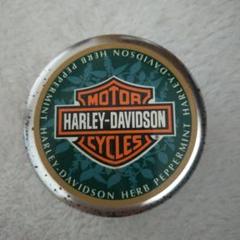 HARLEY-DAVIDSON HERB PEPPERMINT HARLEY-DAVIDSON HERB PEPPERMINT
MOTOR
HARLEY-DAVIDSON
CYCLES